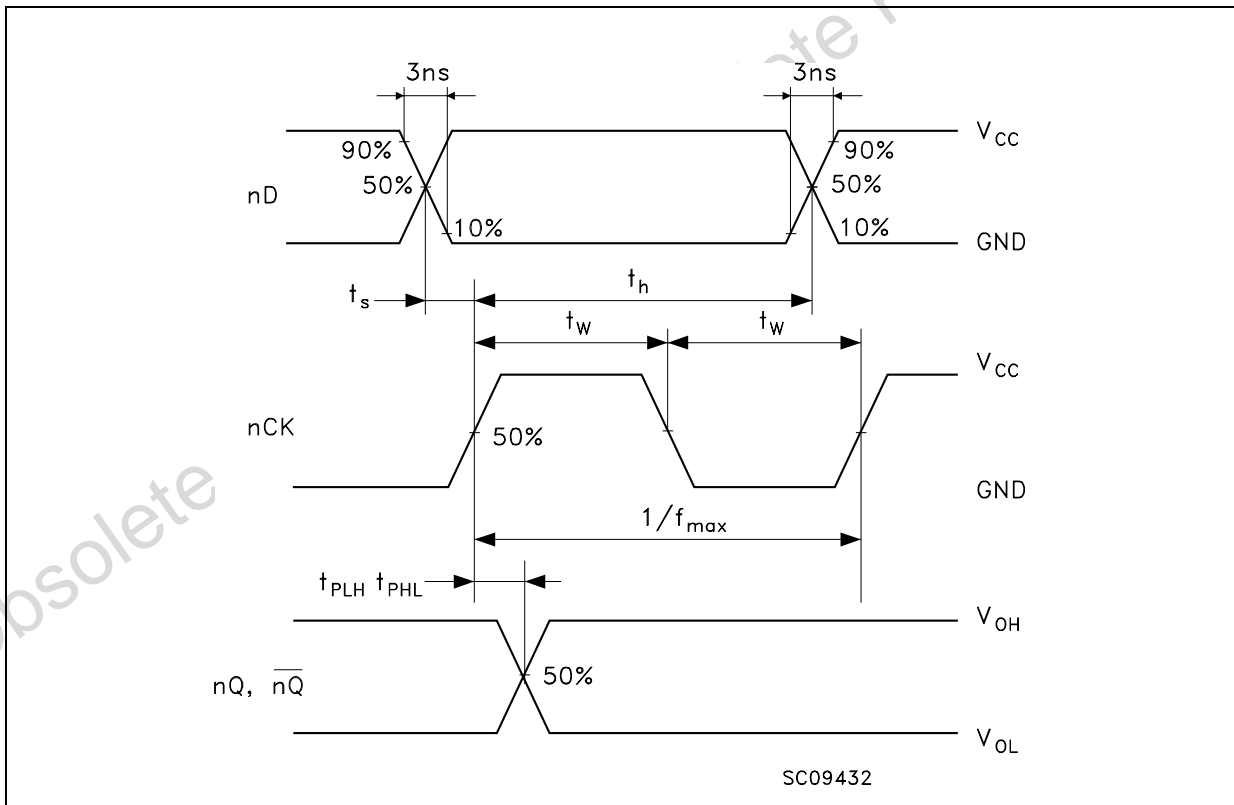 obsolete
3ns
3ns
V_CC
90%
90%
nD
50%
50%
10%
10%
GND
t_s
t_h
t_W
t_W
V_CC
nCK
50%
GND
1/f_max
t_PLH t_PHL
V_OH
nQ, n̅Q̅
50%
V_OL
SC09432